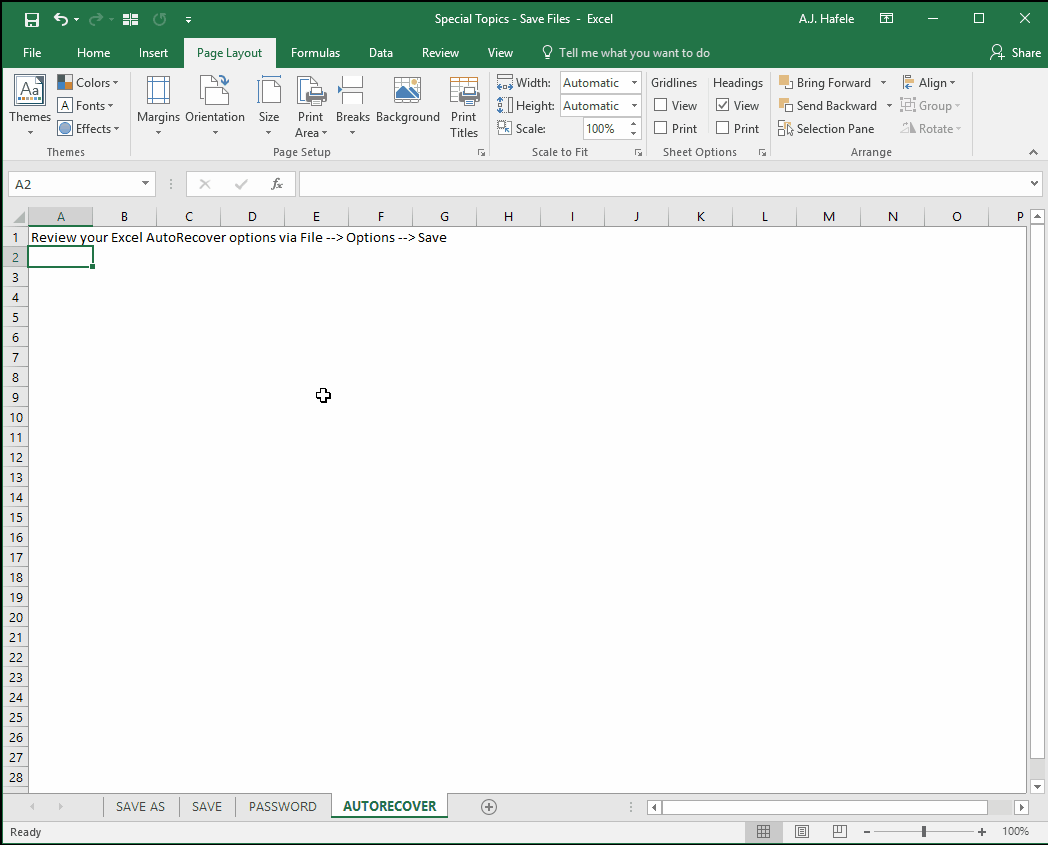 Special Topics - Save Files - Excel
A.J. Hafele
File Home Insert Page Layout Formulas Data Review View Tell me what you want to do Share
Aa
Themes
Colors
A Fonts
Effects
Themes
Margins
Orientation
Size
Print
Area
Breaks
Background
Print
Titles
Page Setup
Width: Automatic
Height: Automatic
Scale: 100%
Scale to Fit
Gridlines Headings
View View
Print Print
Sheet Options
Bring Forward
Send Backward
Selection Pane
Align
Group
Rotate
Arrange
A2 fx
A B C D E F G H I J K L M N O P
1 Review your Excel AutoRecover options via File --> Options --> Save
2
3
4
5
6
7
8
9
10
11
12
13
14
15
16
17
18
19
20
21
22
23
24
25
26
27
28
SAVE AS SAVE PASSWORD AUTORECOVER
Ready 100%